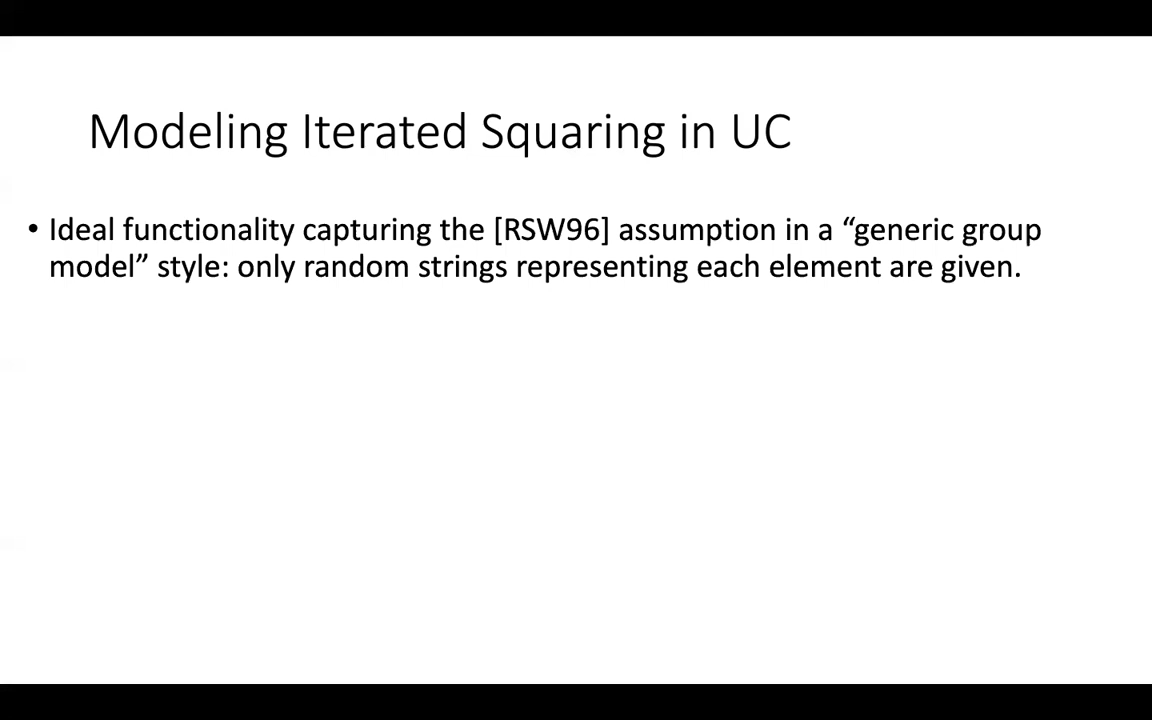 Modeling Iterated Squaring in UC
• Ideal functionality capturing the [RSW96] assumption in a “generic group
model” style: only random strings representing each element are given.